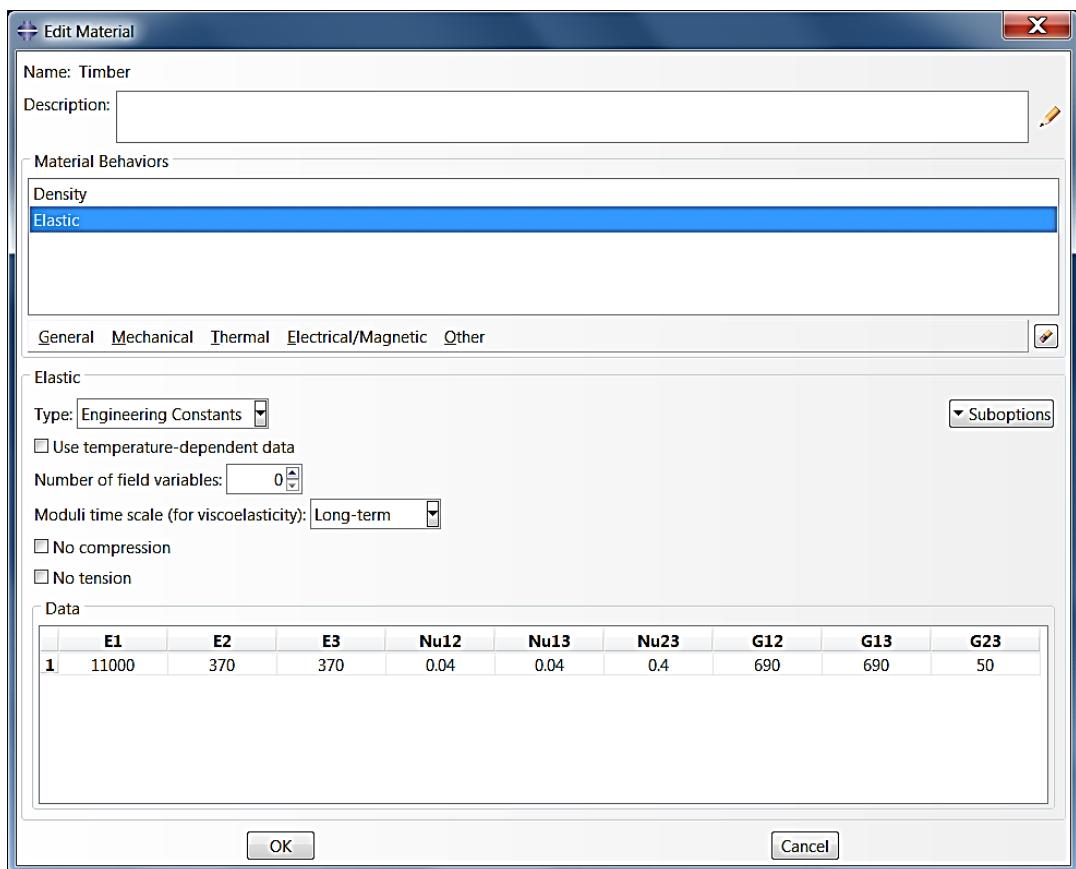 Edit Material
Name: Timber
Description:
Material Behaviors
Density
Elastic
General Mechanical Thermal Electrical/Magnetic Other
Elastic
Type: Engineering Constants
Suboptions
Use temperature-dependent data
Number of field variables: 0
Moduli time scale (for viscoelasticity): Long-term
No compression
No tension
Data
E1 E2 E3 Nu12 Nu13 Nu23 G12 G13 G23
1 11000 370 370 0.04 0.04 0.4 690 690 50
OK Cancel